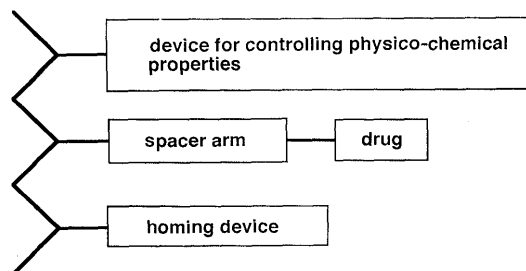 device for controlling physico-chemical
properties
spacer arm
drug
homing device